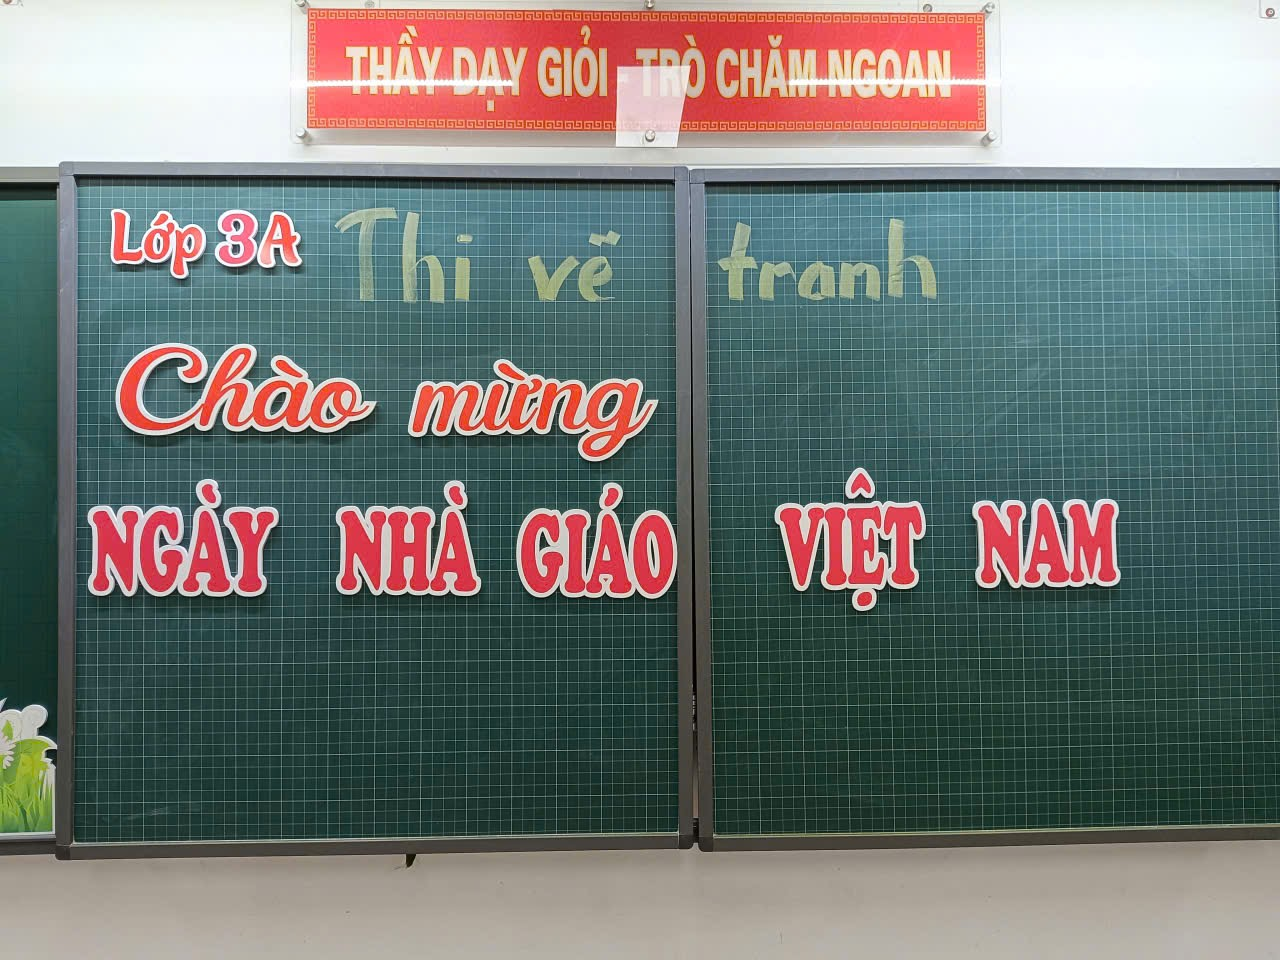 THẦY DẠY GIỎI TRÒ CHĂM NGOAN
Lớp 3A Thi vẽ tranh
Chào mừng
NGÀY NHÀ GIÁO VIỆT NAM